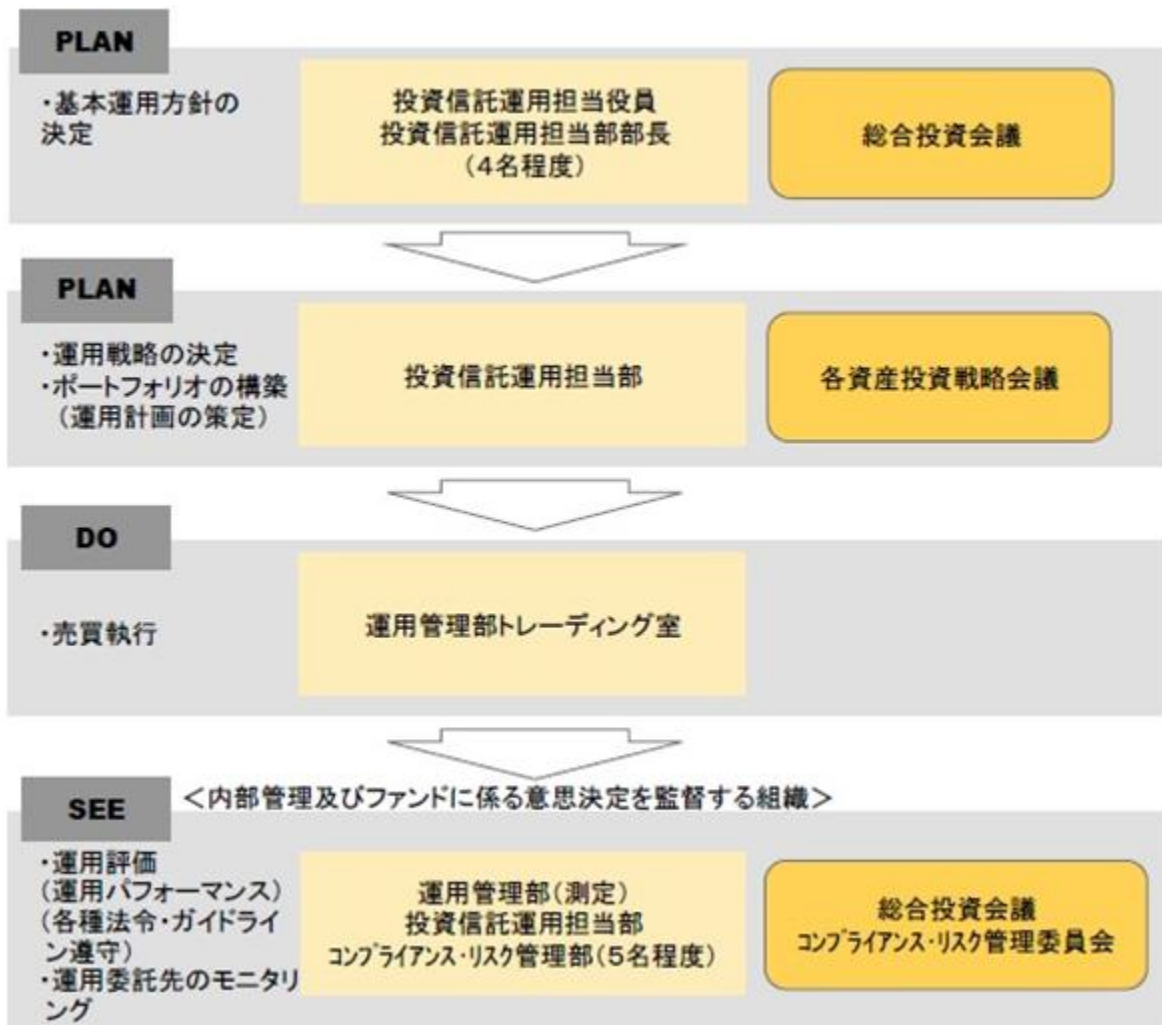 PLAN
・基本運用方針の
決定
投資信託運用担当役員
投資信託運用担当部部長
(4名程度)
総合投資会議
PLAN
・運用戦略の決定
・ポートフォリオの構築
(運用計画の策定)
投資信託運用担当部
各資産投資戦略会議
DO
・売買執行
運用管理部トレーディング室
SEE
＜内部管理及びファンドに係る意思決定を監督する組織＞
・運用評価
(運用パフォーマンス)
(各種法令・ガイドライ
ン遵守)
・運用委託先のモニタリ
ング
運用管理部(測定)
投資信託運用担当部
ｺﾝﾌﾟﾗｲｱﾝｽ・ﾘｽｸ管理部(5名程度)
総合投資会議
ｺﾝﾌﾟﾗｲｱﾝｽ・ﾘｽｸ管理委員会